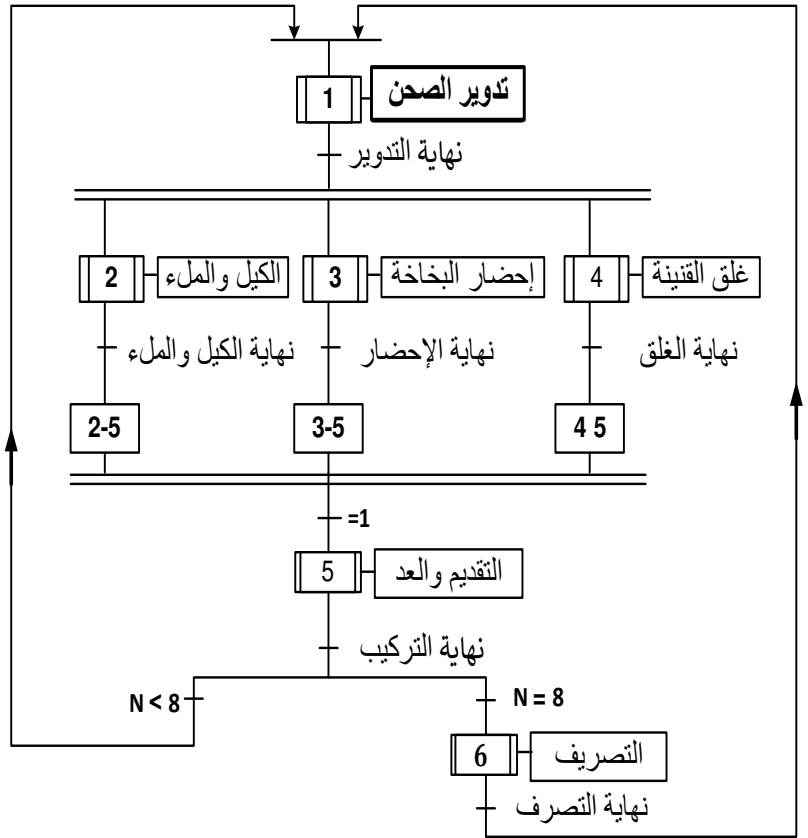 1 تدوير الصحن
نهاية التدوير
2 الكيل والملء
3 إحضار البخاخة
4 غلق القنينة
نهاية الكيل والملء
نهاية الإحضار
نهاية الغلق
2-5
3-5
4 5
=1
5 التقديم والعد
نهاية التركيب
N < 8
N = 8
6 التصريف
نهاية التصرف